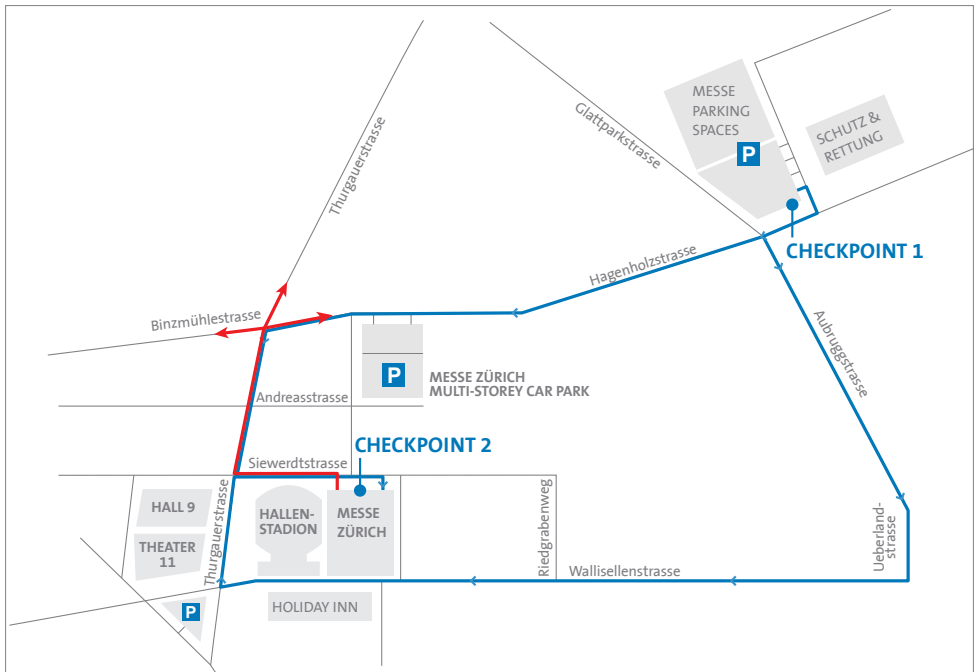 MESSE
PARKING
SPACES
P
SCHUTZ &
RETTUNG
Glattparkstrasse
Thurgauerstrasse
CHECKPOINT 1
Hagenholzstrasse
Binzmühlestrasse
Aubruggstrasse
P
MESSE ZÜRICH
MULTI-STOREY CAR PARK
Andreasstrasse
CHECKPOINT 2
Siewerdtstrasse
HALL 9
THEATER
11
Thurgauerstrasse
HALLEN-
STADION
MESSE
ZÜRICH
Riedgrabenweg
Ueberland-
strasse
Wallisellenstrasse
P
HOLIDAY INN